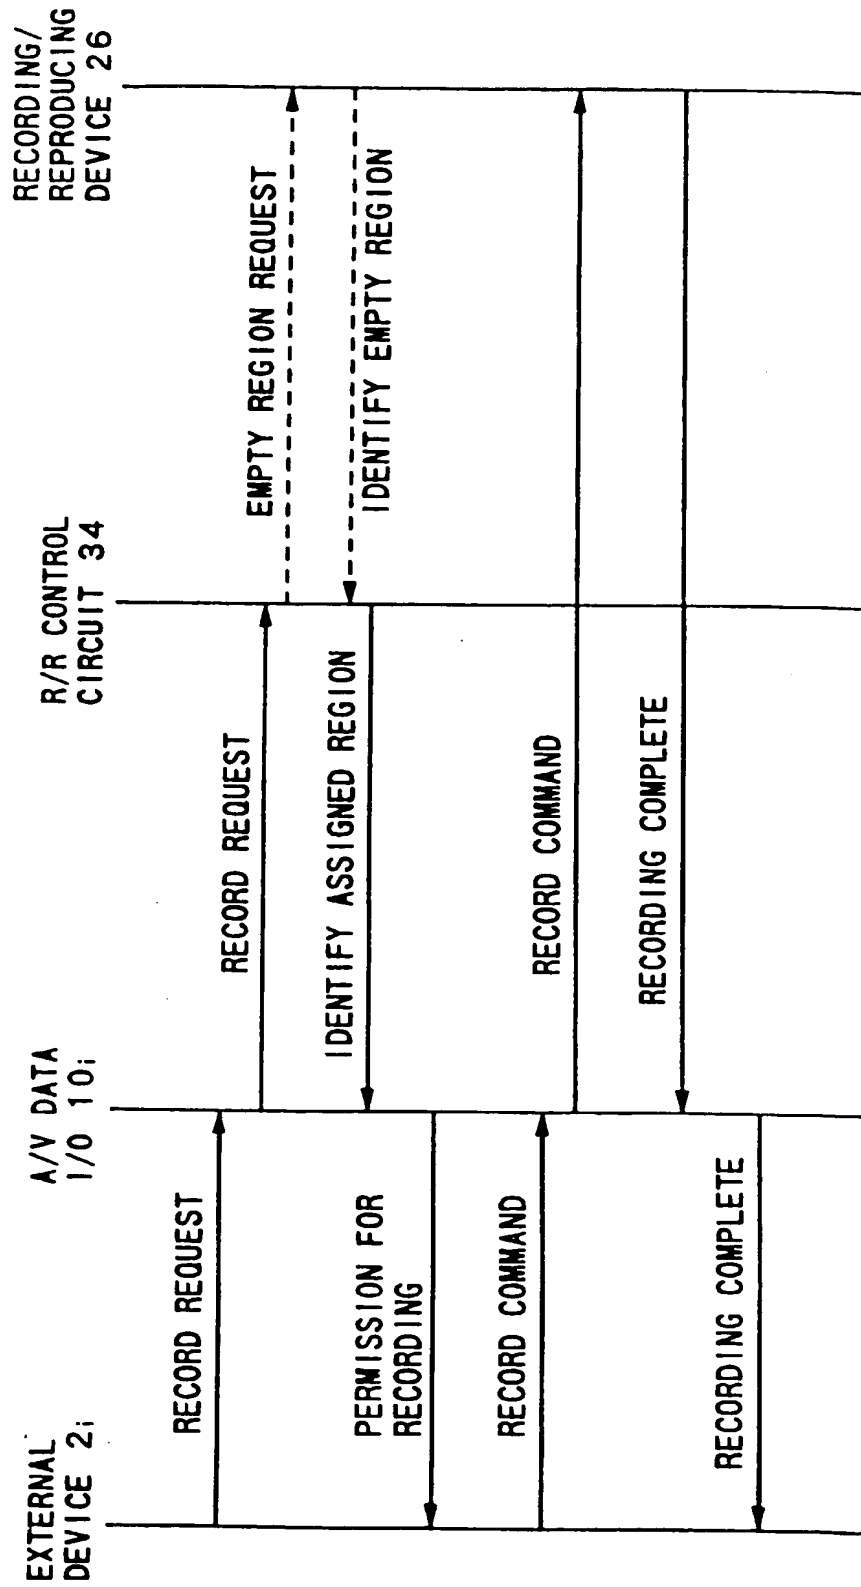 EXTERNAL
DEVICE 2i
A/V DATA
I/O 10i
R/R CONTROL
CIRCUIT 34
RECORDING/
REPRODUCING
DEVICE 26
RECORD REQUEST
RECORD REQUEST
EMPTY REGION REQUEST
IDENTIFY EMPTY REGION
IDENTIFY ASSIGNED REGION
PERMISSION FOR
RECORDING
RECORD COMMAND
RECORD COMMAND
RECORDING COMPLETE
RECORDING COMPLETE